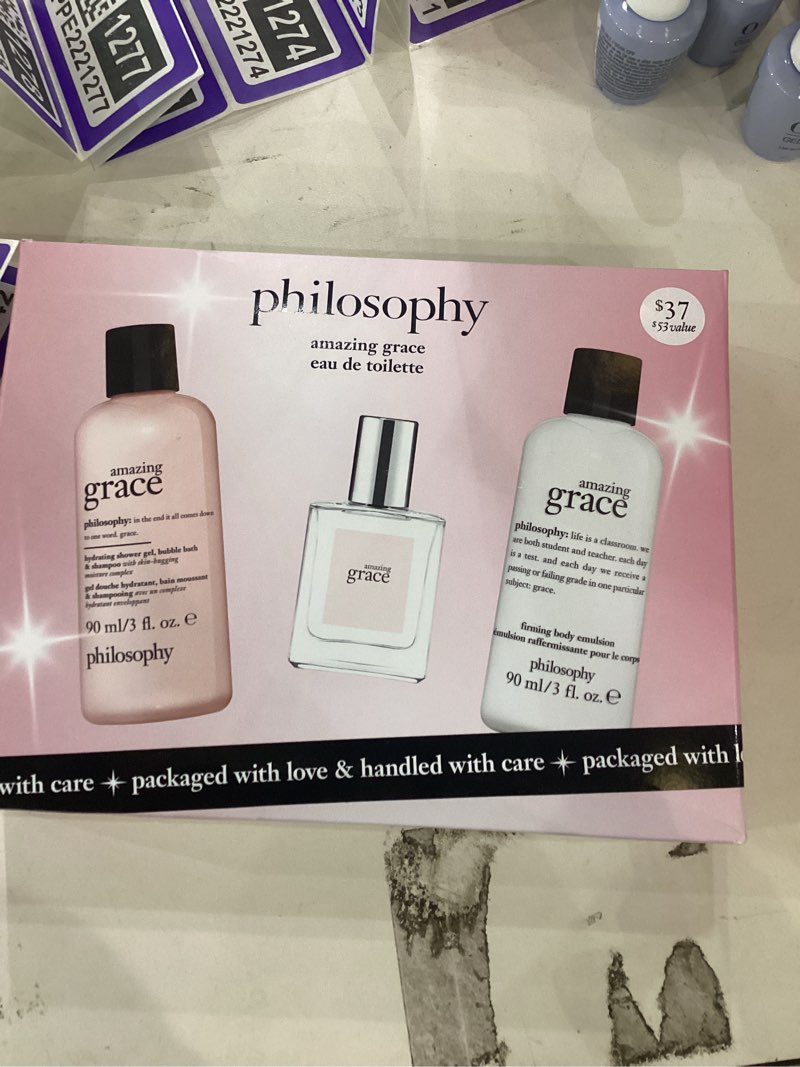 1277
PPE2221277
1274
2221274
1
philosophy
amazing grace
eau de toilette
$37
$53 value
amazing
grace
philosophy: in the end it all comes down
to one word. grace.
hydrating shower gel, bubble bath
& shampoo with skin-hugging
moisture complex
gel douche hydratant, bain moussant
& shampooing avec un complexe
hydratant enveloppant
90 ml/3 fl. oz. e
philosophy
amazing
grace
amazing
grace
philosophy: life is a classroom. we
are both student and teacher. each day
is a test. and each day we receive a
passing or failing grade in one particular
subject: grace.
firming body emulsion
émulsion raffermissante pour le corps
philosophy
90 ml/3 fl. oz. e
with care packaged with love & handled with care packaged with l